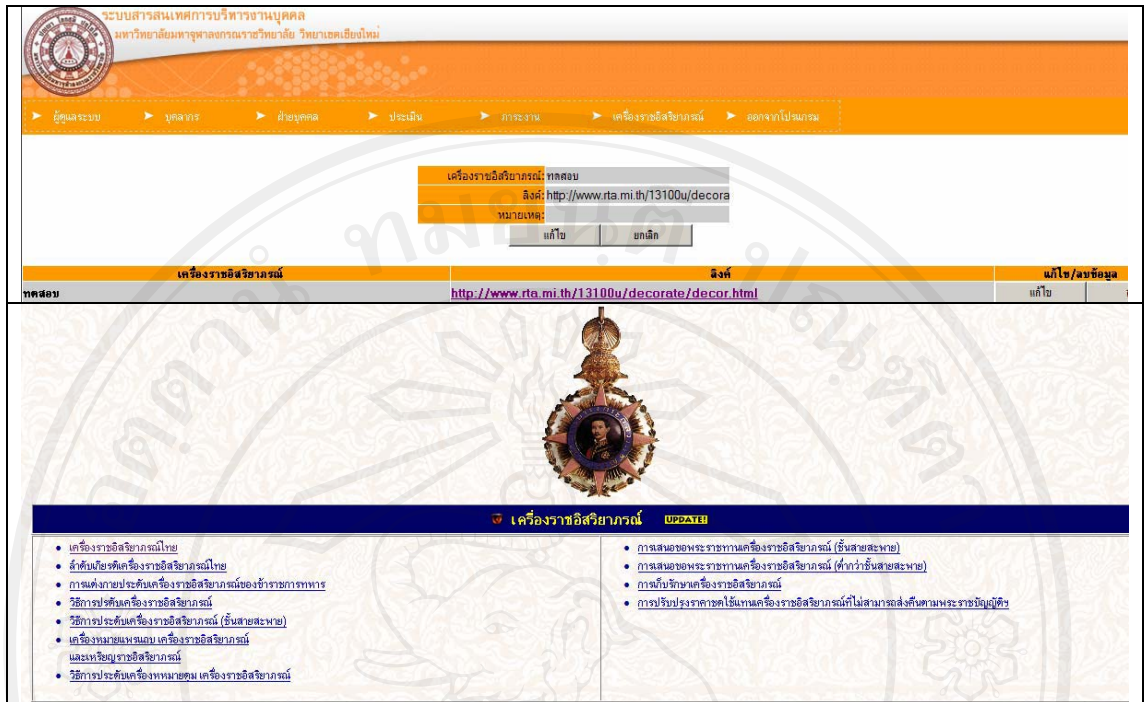 ระบบสารสนเทศการบริหารงานบุคคล
มหาวิทยาลัยมหาจุฬาลงกรณราชวิทยาลัย วิทยาเขตเชียงใหม่
ผู้ดูแลระบบ บุคลากร ฝ่ายบุคคล ประเมิน ภาระงาน เครื่องราชอิสริยาภรณ์ ออกจากโปรแกรม
เครื่องราชอิสริยาภรณ์: ทดสอบ
ลิงค์: http://www.rta.mi.th/13100u/decora
หมายเหตุ:
แก้ไข ยกเลิก
เครื่องราชอิสริยาภรณ์ ลิงค์ แก้ไข/ลบข้อมูล
ทดสอบ http://www.rta.mi.th/13100u/decorate/decor.html แก้ไข
เครื่องราชอิสริยาภรณ์ UPDATE!
เครื่องราชอิสริยาภรณ์ไทย
ลำดับเกียรติเครื่องราชอิสริยาภรณ์ไทย
การแต่งกายประดับเครื่องราชอิสริยาภรณ์ของข้าราชการทหาร
วิธีการประดับเครื่องราชอิสริยาภรณ์
วิธีการประดับเครื่องราชอิสริยาภรณ์ (ชั้นสายสะพาย)
เครื่องหมายแพรแถบ เครื่องราชอิสริยาภรณ์
และเหรียญราชอิสริยาภรณ์
วิธีการประดับเครื่องหหมายดุม เครื่องราชอิสริยาภรณ์
การเสนอขอพระราชทานเครื่องราชอิสริยาภรณ์ (ชั้นสายสะพาย)
การเสนอขอพระราชทานเครื่องราชอิสริยาภรณ์ (ต่ำกว่าชั้นสายสะพาย)
การเก็บรักษาเครื่องราชอิสริยาภรณ์
การปรับปรุงราคาชดใช้แทนเครื่องราชอิสริยาภรณ์ที่ไม่สามารถส่งคืนตามพระราชบัญญัติฯ